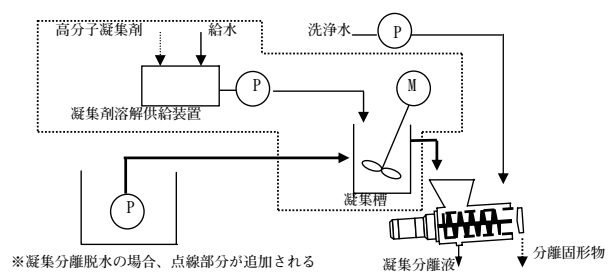 高分子凝集剤
給水
洗浄水
P
P
M
凝集剤溶解供給装置
凝集槽
P
分離固形物
凝集分離液
※凝集分離脱水の場合、点線部分が追加される